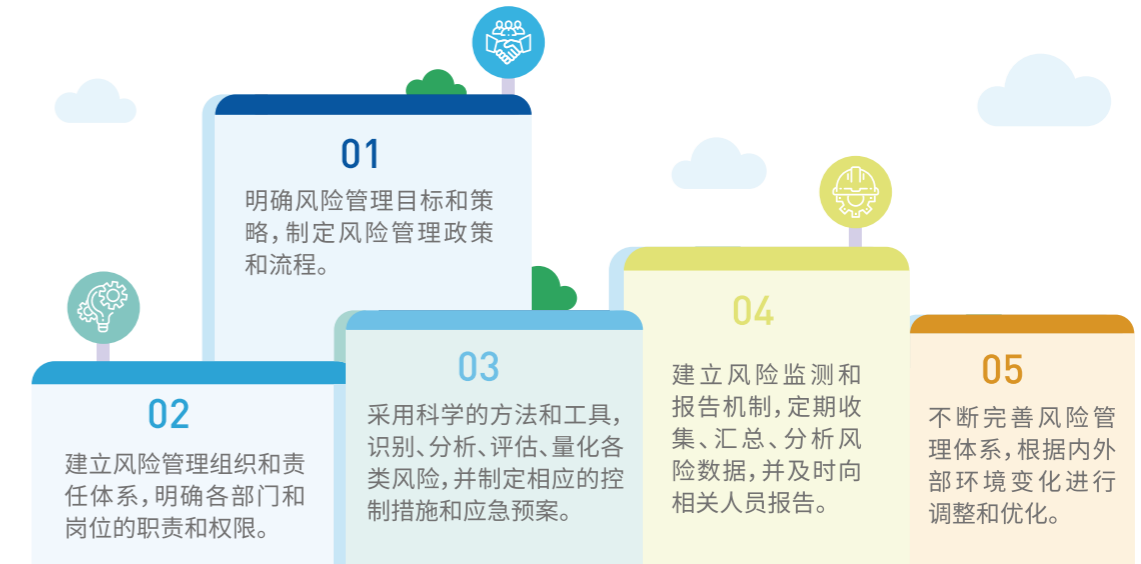 01
明确风险管理目标和策
略，制定风险管理政策
和流程。
02
建立风险管理组织和责
任体系，明确各部门和
岗位的职责和权限。
03
采用科学的方法和工具，
识别、分析、评估、量化各
类风险，并制定相应的控
制措施和应急预案。
04
建立风险监测和
报告机制，定期收
集、汇总、分析风
险数据，并及时向
相关人员报告。
05
不断完善风险管
理体系，根据内外
部环境变化进行
调整和优化。